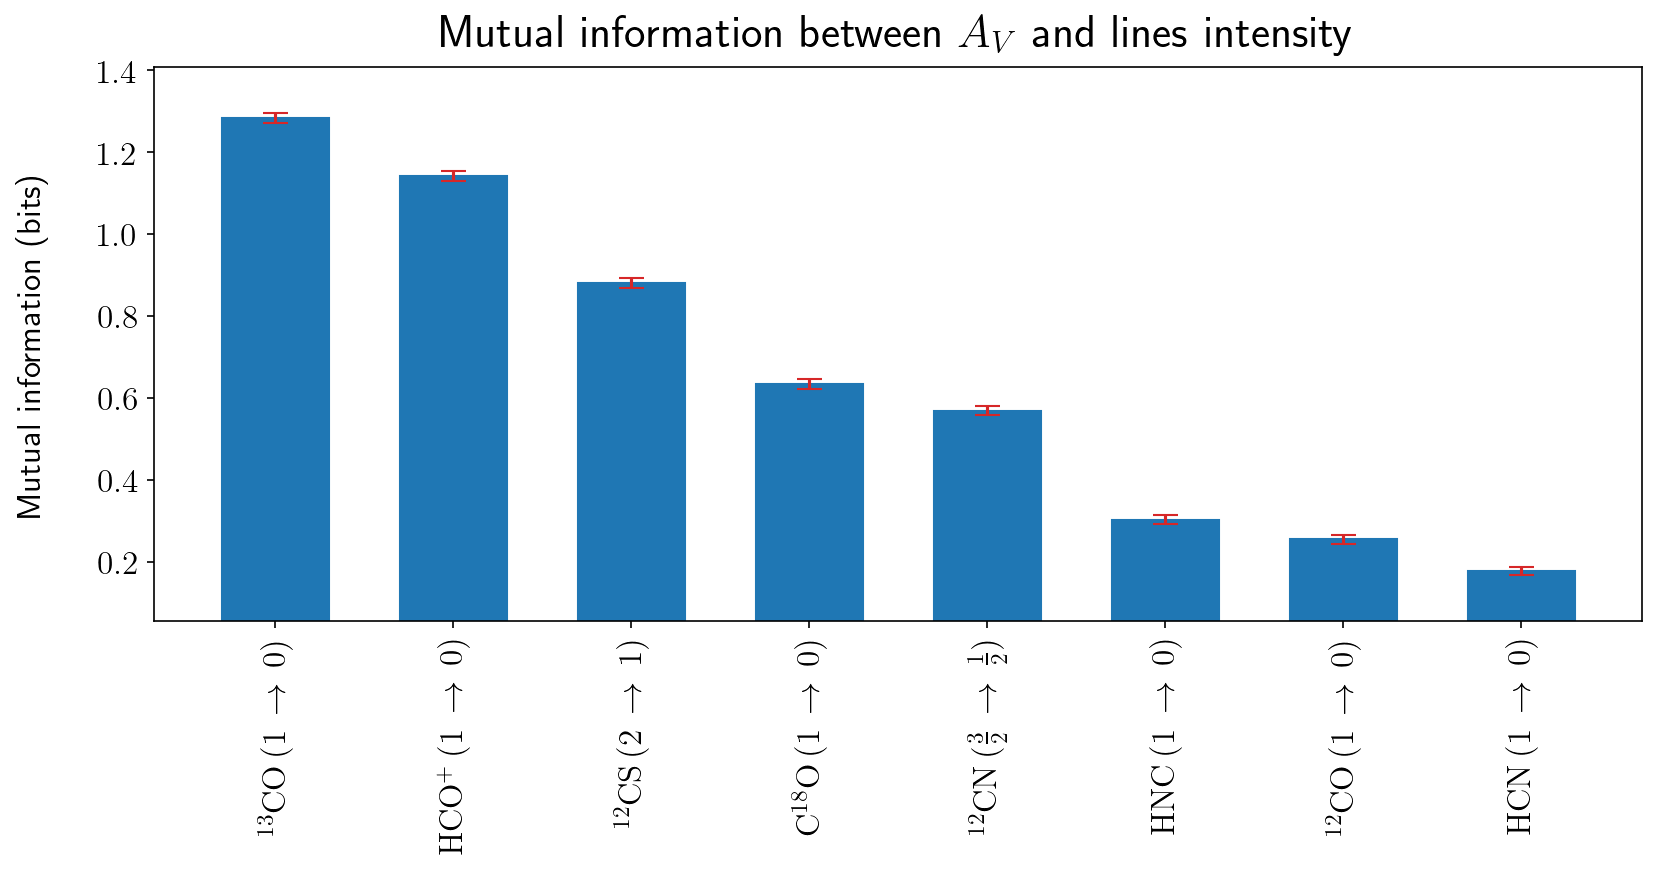 Mutual information between A_V and lines intensity
Mutual information (bits)
1.4
1.2
1.0
0.8
0.6
0.4
0.2
¹³CO (1 → 0)
HCO⁺ (1 → 0)
¹²CS (2 → 1)
C¹⁸O (1 → 0)
¹²CN (3/2 → 1/2)
HNC (1 → 0)
¹²CO (1 → 0)
HCN (1 → 0)